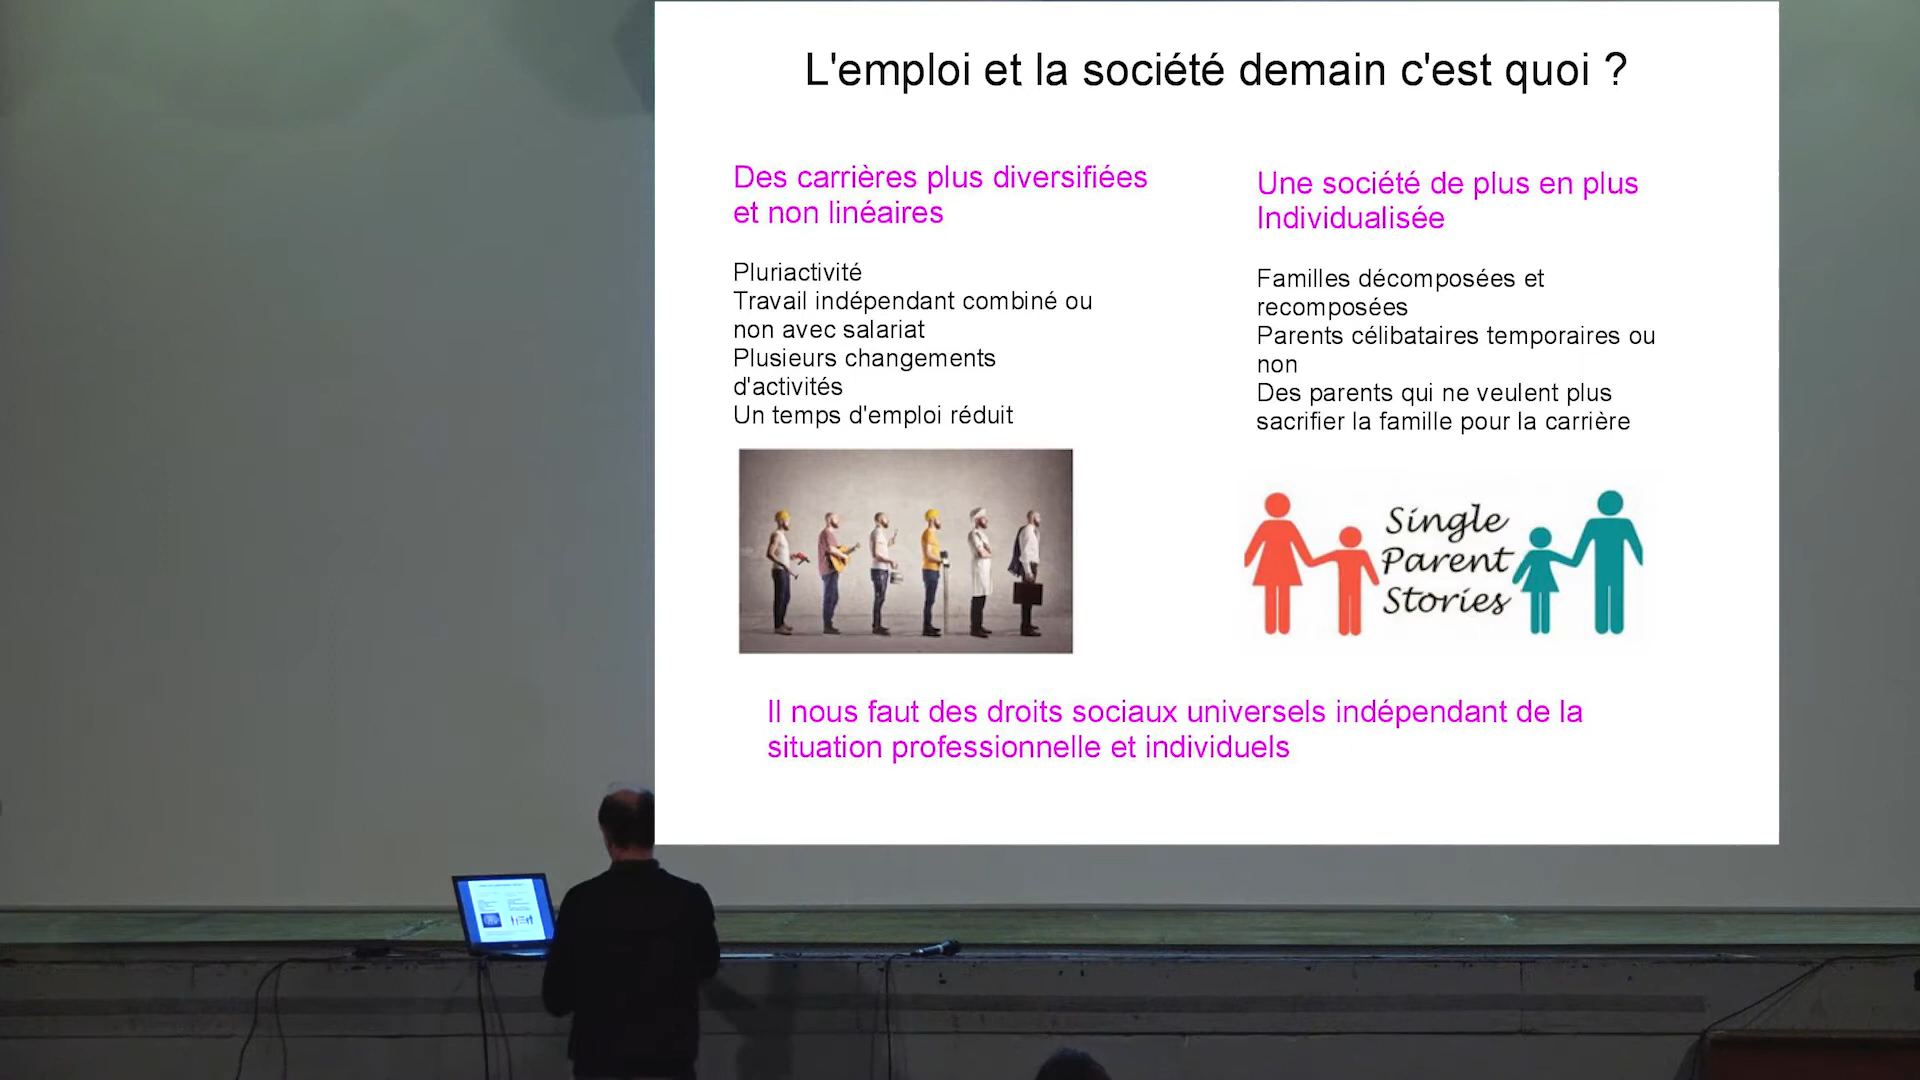 L'emploi et la société demain c'est quoi ?
Des carrières plus diversifiées
et non linéaires
Pluriactivité
Travail indépendant combiné ou
non avec salariat
Plusieurs changements
d'activités
Un temps d'emploi réduit
Une société de plus en plus
Individualisée
Familles décomposées et
recomposées
Parents célibataires temporaires ou
non
Des parents qui ne veulent plus
sacrifier la famille pour la carrière
Single
Parent
Stories
Il nous faut des droits sociaux universels indépendant de la
situation professionnelle et individuels